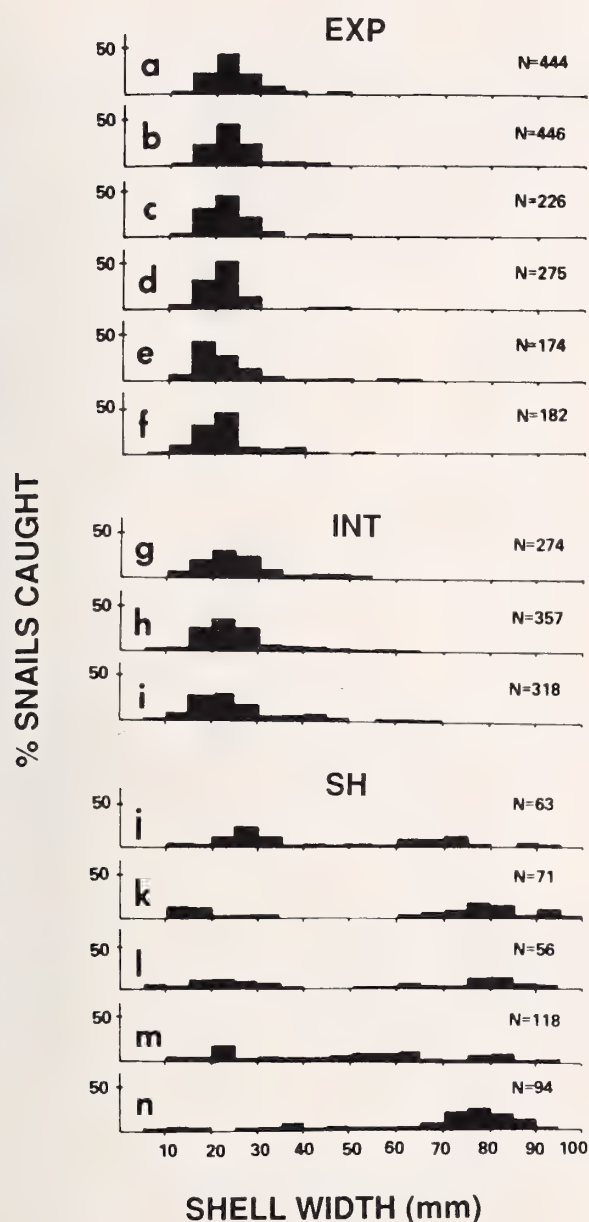 EXP
50
a
N=444
50
b
N=446
50
c
N=226
50
d
N=275
50
e
N=174
50
f
N=182
% SNAILS CAUGHT
INT
50
g
N=274
50
h
N=357
50
i
N=318
SH
50
j
N=63
50
k
N=71
50
l
N=56
50
m
N=118
50
n
N=94
10 20 30 40 50 60 70 80 90 100
SHELL WIDTH (mm)